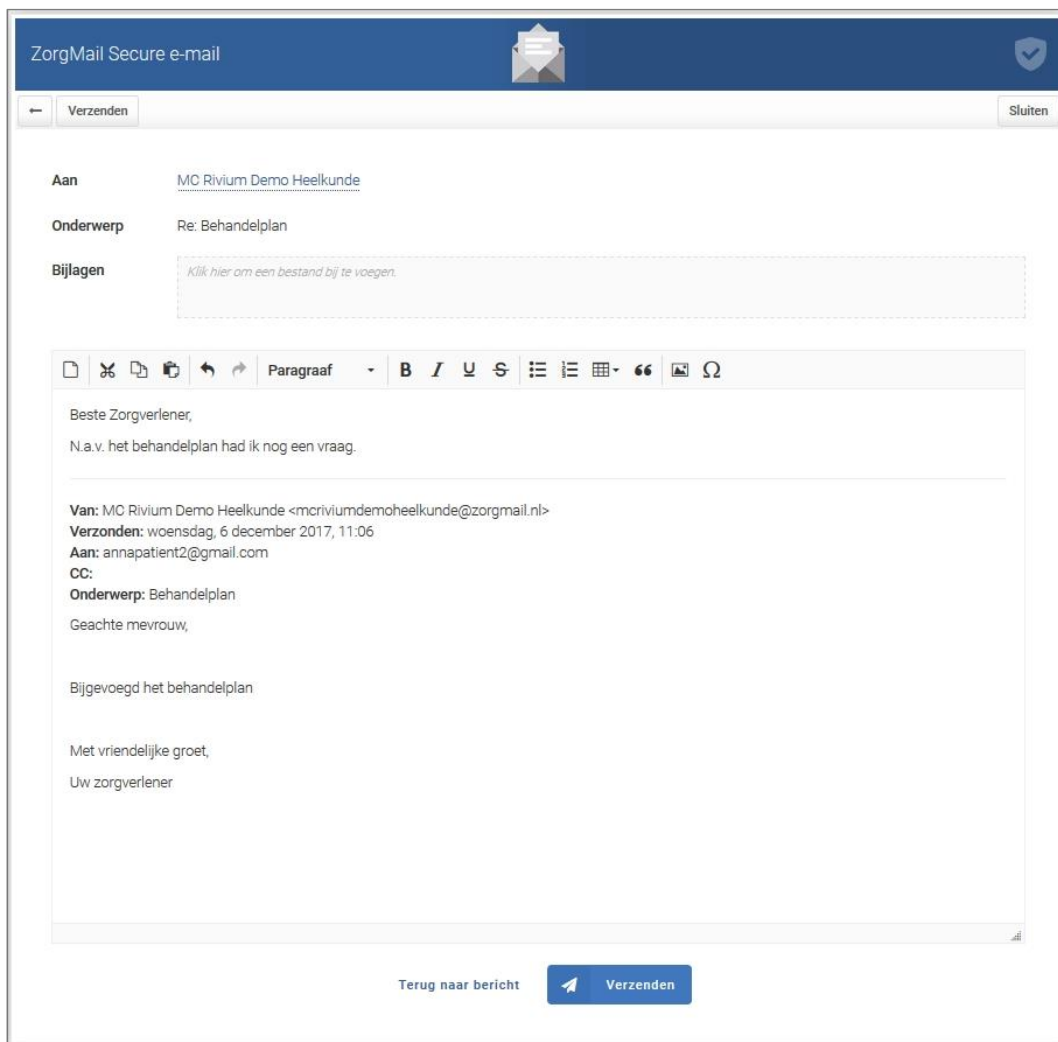 ZorgMail Secure e-mail
Verzenden
Sluiten
Aan MC Rivium Demo Heelkunde
Onderwerp Re: Behandelplan
Bijlagen Klik hier om een bestand bij te voegen.
Paragraaf B I U S Ω
Beste Zorgverlener,
N.a.v. het behandelplan had ik nog een vraag.
Van: MC Rivium Demo Heelkunde <mcriviumdemoheelkunde@zorgmail.nl>
Verzonden: woensdag, 6 december 2017, 11:06
Aan: annapatient2@gmail.com
CC:
Onderwerp: Behandelplan
Geachte mevrouw,
Bijgevoegd het behandelplan
Met vriendelijke groet,
Uw zorgverlener
Terug naar bericht Verzenden